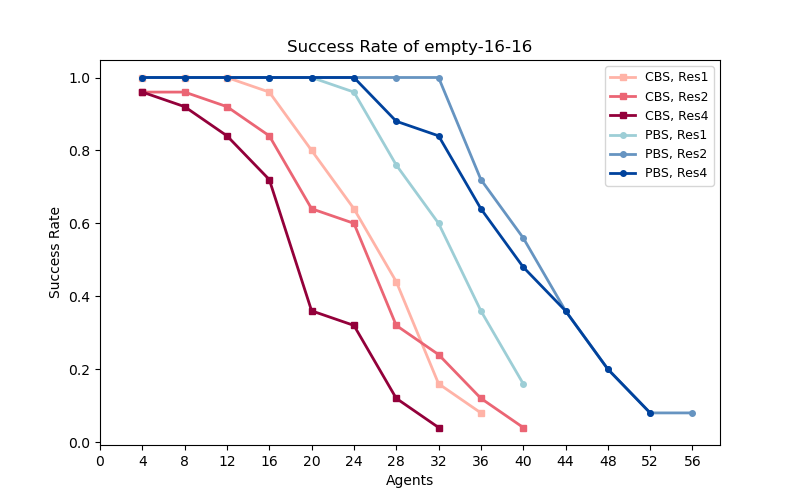 Success Rate of empty-16-16
CBS, Res1
CBS, Res2
CBS, Res4
PBS, Res1
PBS, Res2
PBS, Res4
Success Rate
1.0
0.8
0.6
0.4
0.2
0.0
0 4 8 12 16 20 24 28 32 36 40 44 48 52 56
Agents